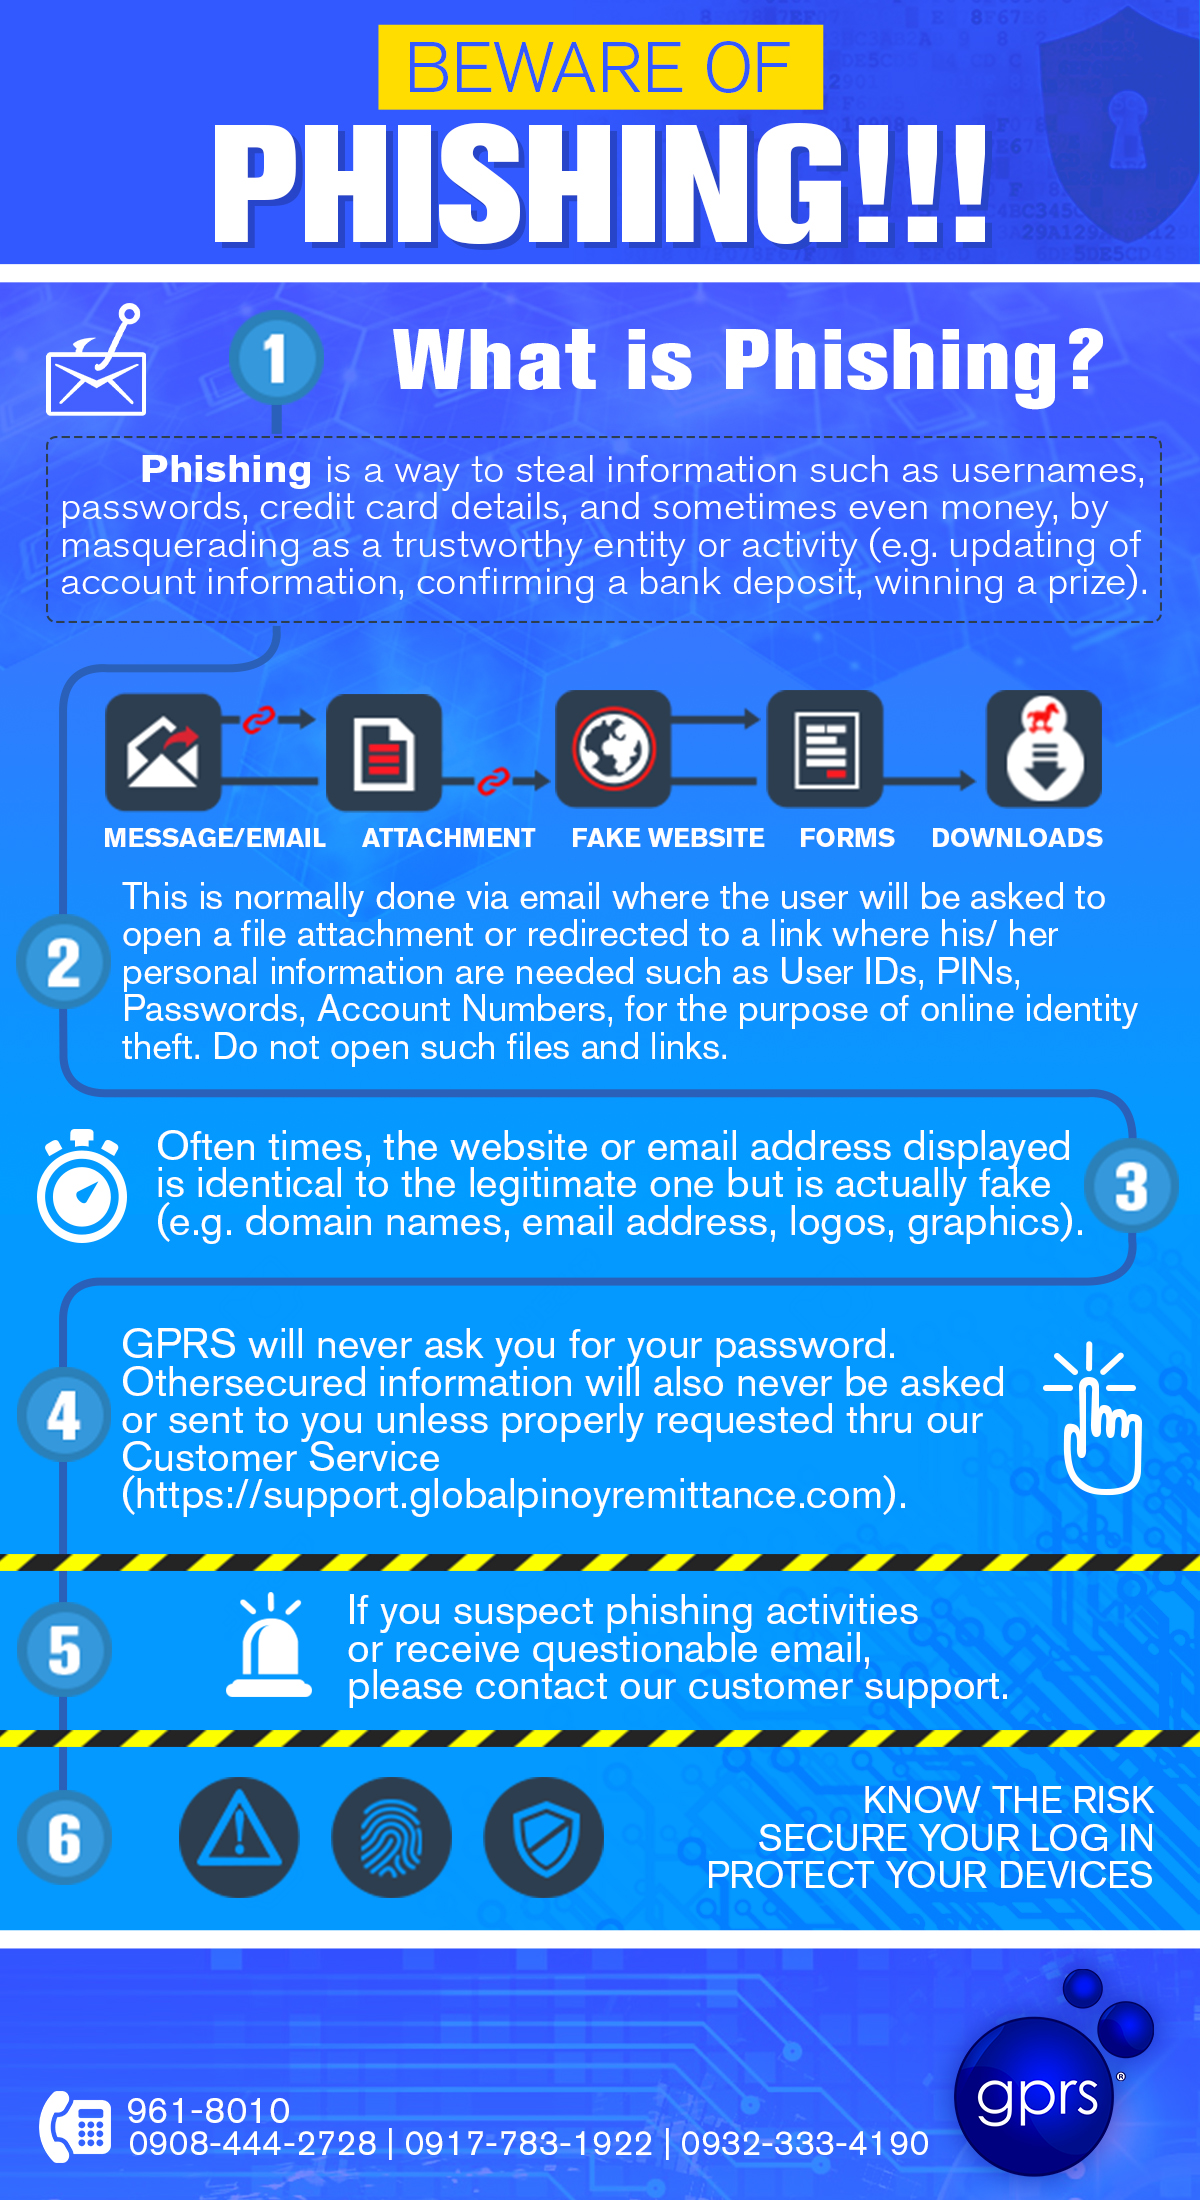 BEWARE OF
PHISHING!!!
1
What is Phishing?
Phishing is a way to steal information such as usernames,
passwords, credit card details, and sometimes even money, by
masquerading as a trustworthy entity or activity (e.g. updating of
account information, confirming a bank deposit, winning a prize).
MESSAGE/EMAIL ATTACHMENT FAKE WEBSITE FORMS DOWNLOADS
2
This is normally done via email where the user will be asked to
open a file attachment or redirected to a link where his/ her
personal information are needed such as User IDs, PINs,
Passwords, Account Numbers, for the purpose of online identity
theft. Do not open such files and links.
Often times, the website or email address displayed
is identical to the legitimate one but is actually fake
(e.g. domain names, email address, logos, graphics).
3
4
GPRS will never ask you for your password.
Othersecured information will also never be asked
or sent to you unless properly requested thru our
Customer Service
(https://support.globalpinoyremittance.com).
5
If you suspect phishing activities
or receive questionable email,
please contact our customer support.
6
KNOW THE RISK
SECURE YOUR LOG IN
PROTECT YOUR DEVICES
961-8010
0908-444-2728 | 0917-783-1922 | 0932-333-4190
gprs ®